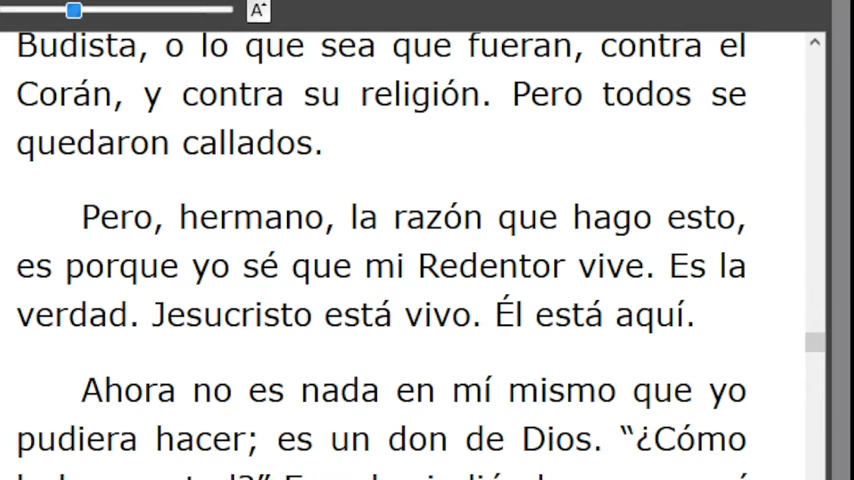 A
Budista, o lo que sea que fueran, contra el
Corán, y contra su religión. Pero todos se
quedaron callados.
Pero, hermano, la razón que hago esto,
es porque yo sé que mi Redentor vive. Es la
verdad. Jesucristo está vivo. Él está aquí.
Ahora no es nada en mí mismo que yo
pudiera hacer; es un don de Dios. “¿Cómo